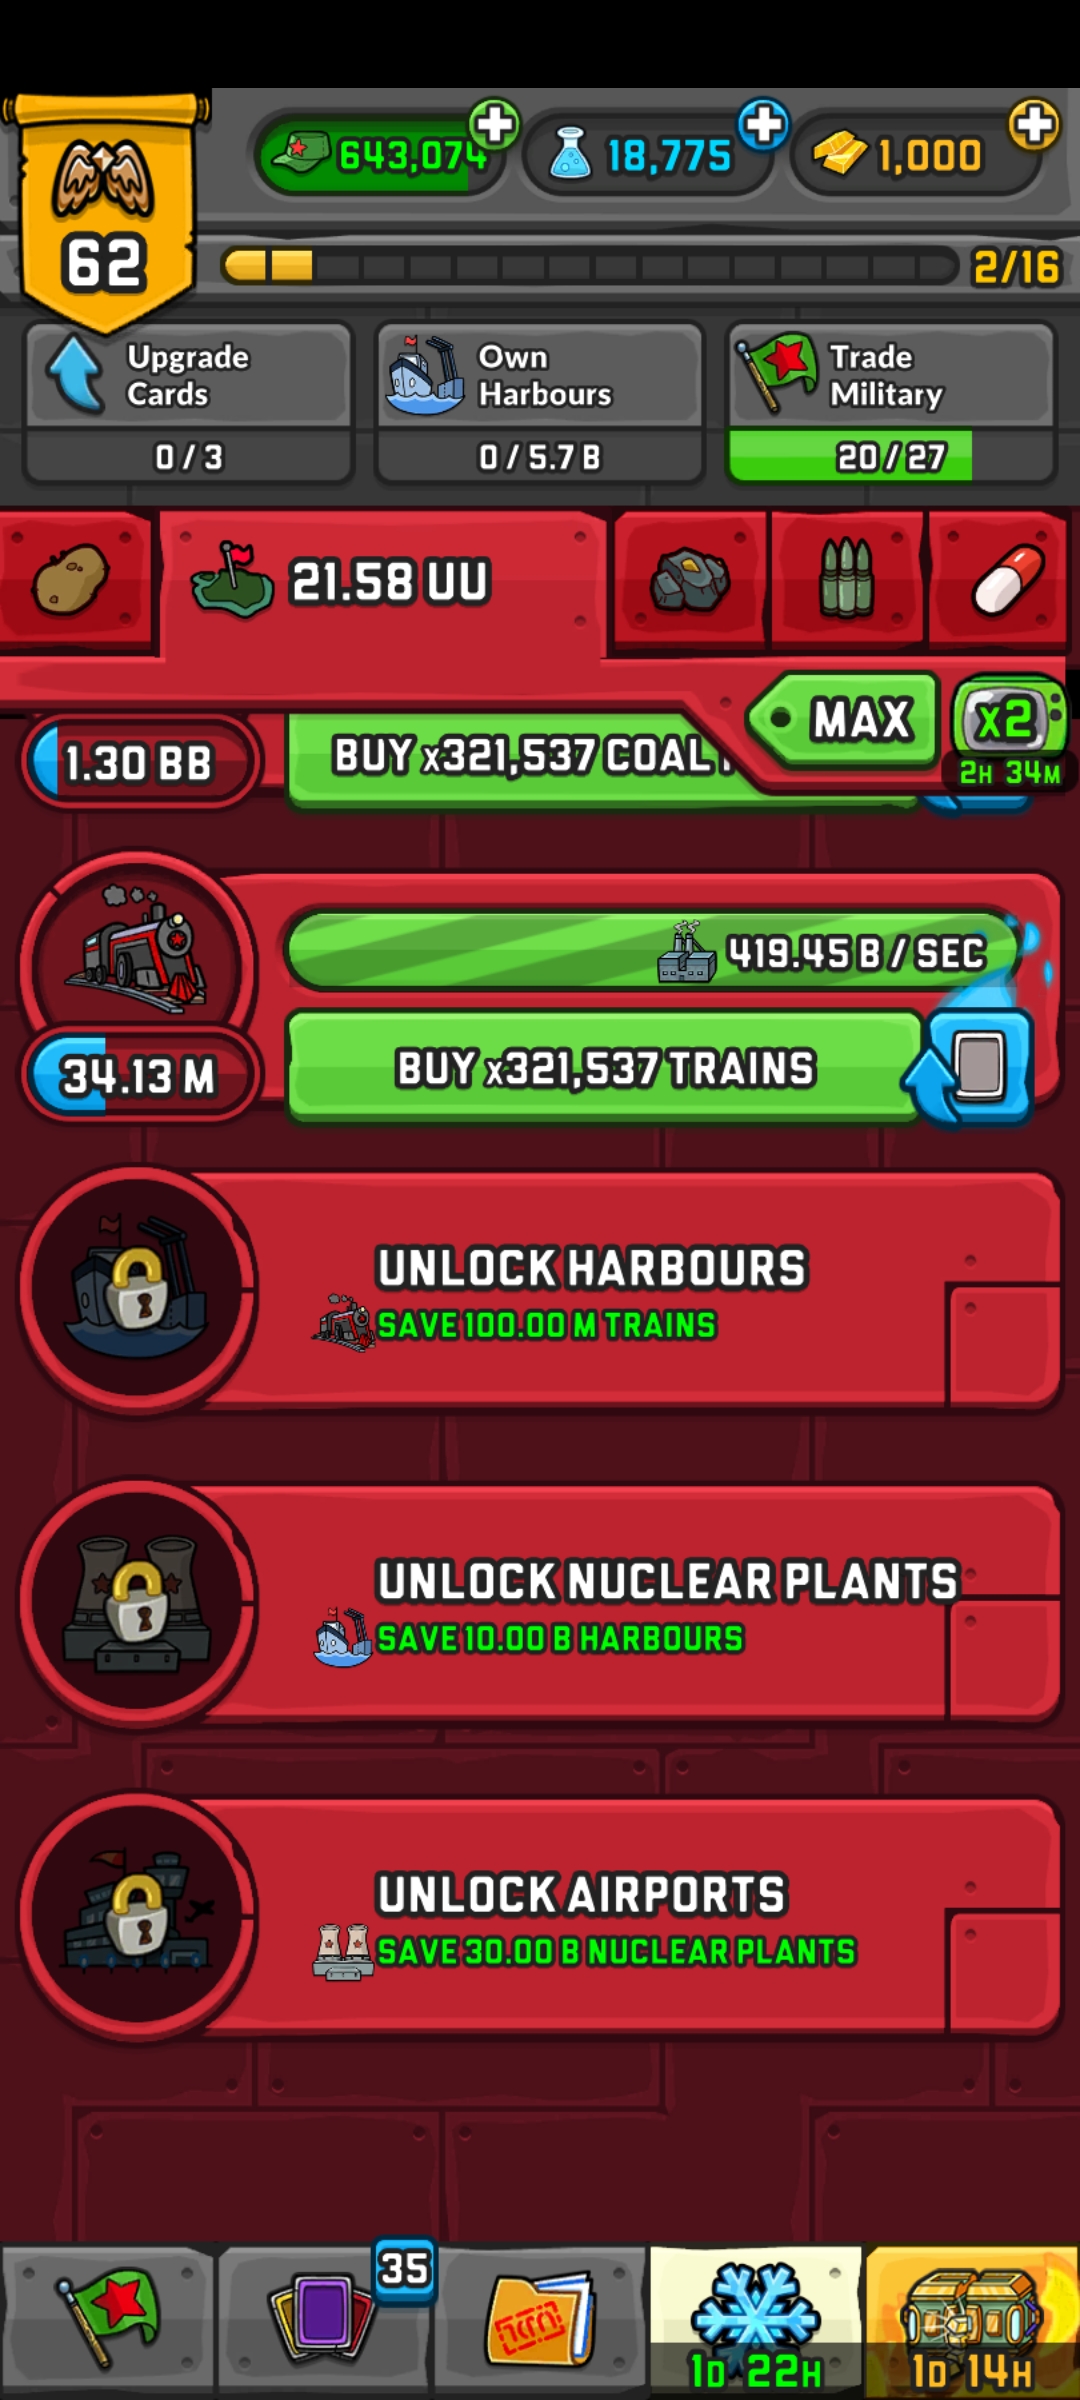 643,074
18,775
1,000
62
2/16
Upgrade Cards
0 / 3
Own Harbours
0 / 5.7 B
Trade Military
20 / 27
21.58 UU
MAX
x2
2H 34M
1.30 BB
BUY x321,537 COAL
419.45 B / SEC
34.13 M
BUY x321,537 TRAINS
UNLOCK HARBOURS
SAVE 100.00 M TRAINS
UNLOCK NUCLEAR PLANTS
SAVE 10.00 B HARBOURS
UNLOCK AIRPORTS
SAVE 30.00 B NUCLEAR PLANTS
35
1D 22H
1D 14H